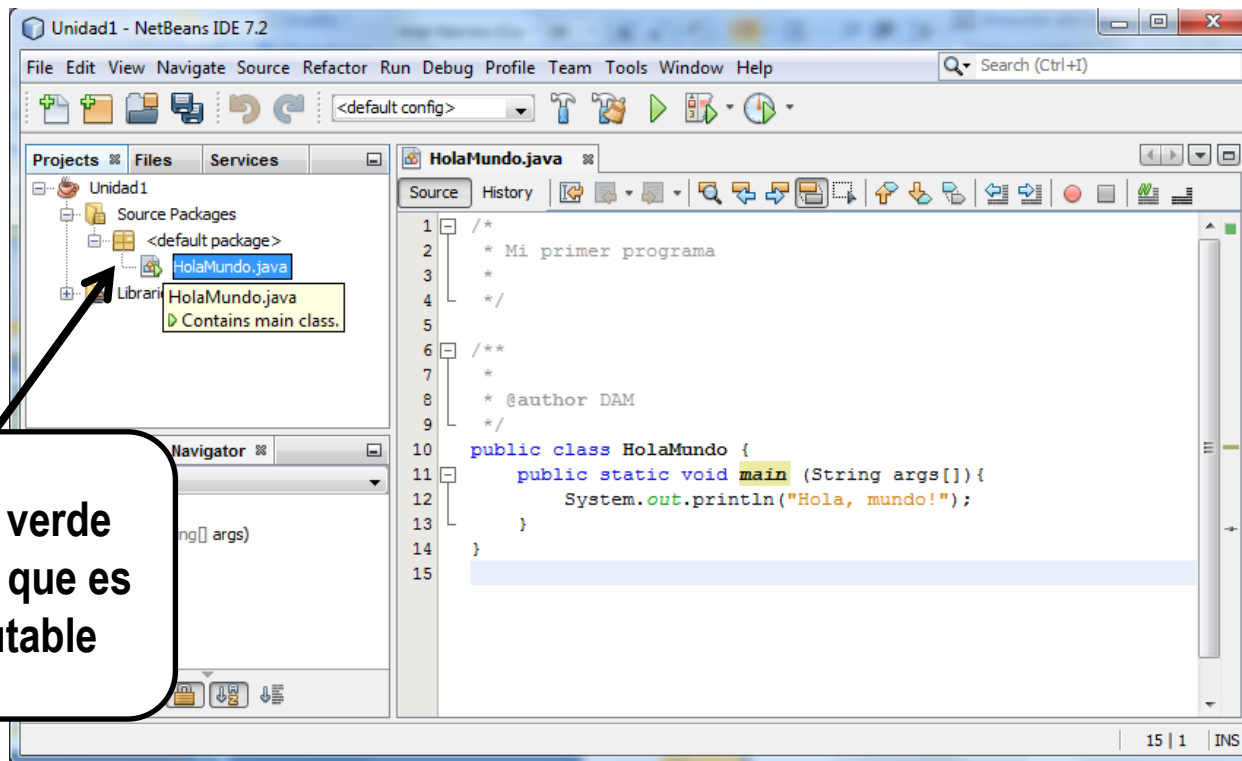 Unidad1 - NetBeans IDE 7.2
File Edit View Navigate Source Refactor Run Debug Profile Team Tools Window Help
Search (Ctrl+I)
<default config>
Projects Files Services
Unidad1
Source Packages
<default package>
HolaMundo.java
HolaMundo.java
Contains main class.
HolaMundo.java
Source History
1 /*
2 * Mi primer programa
3 *
4 */
5
6 /**
7 *
8 * @author DAM
9 */
10 public class HolaMundo {
11 public static void main (String args[]){
12 System.out.println("Hola, mundo!");
13 }
14 }
15
Navigator
args)
verde
que es
15 | 1 INS